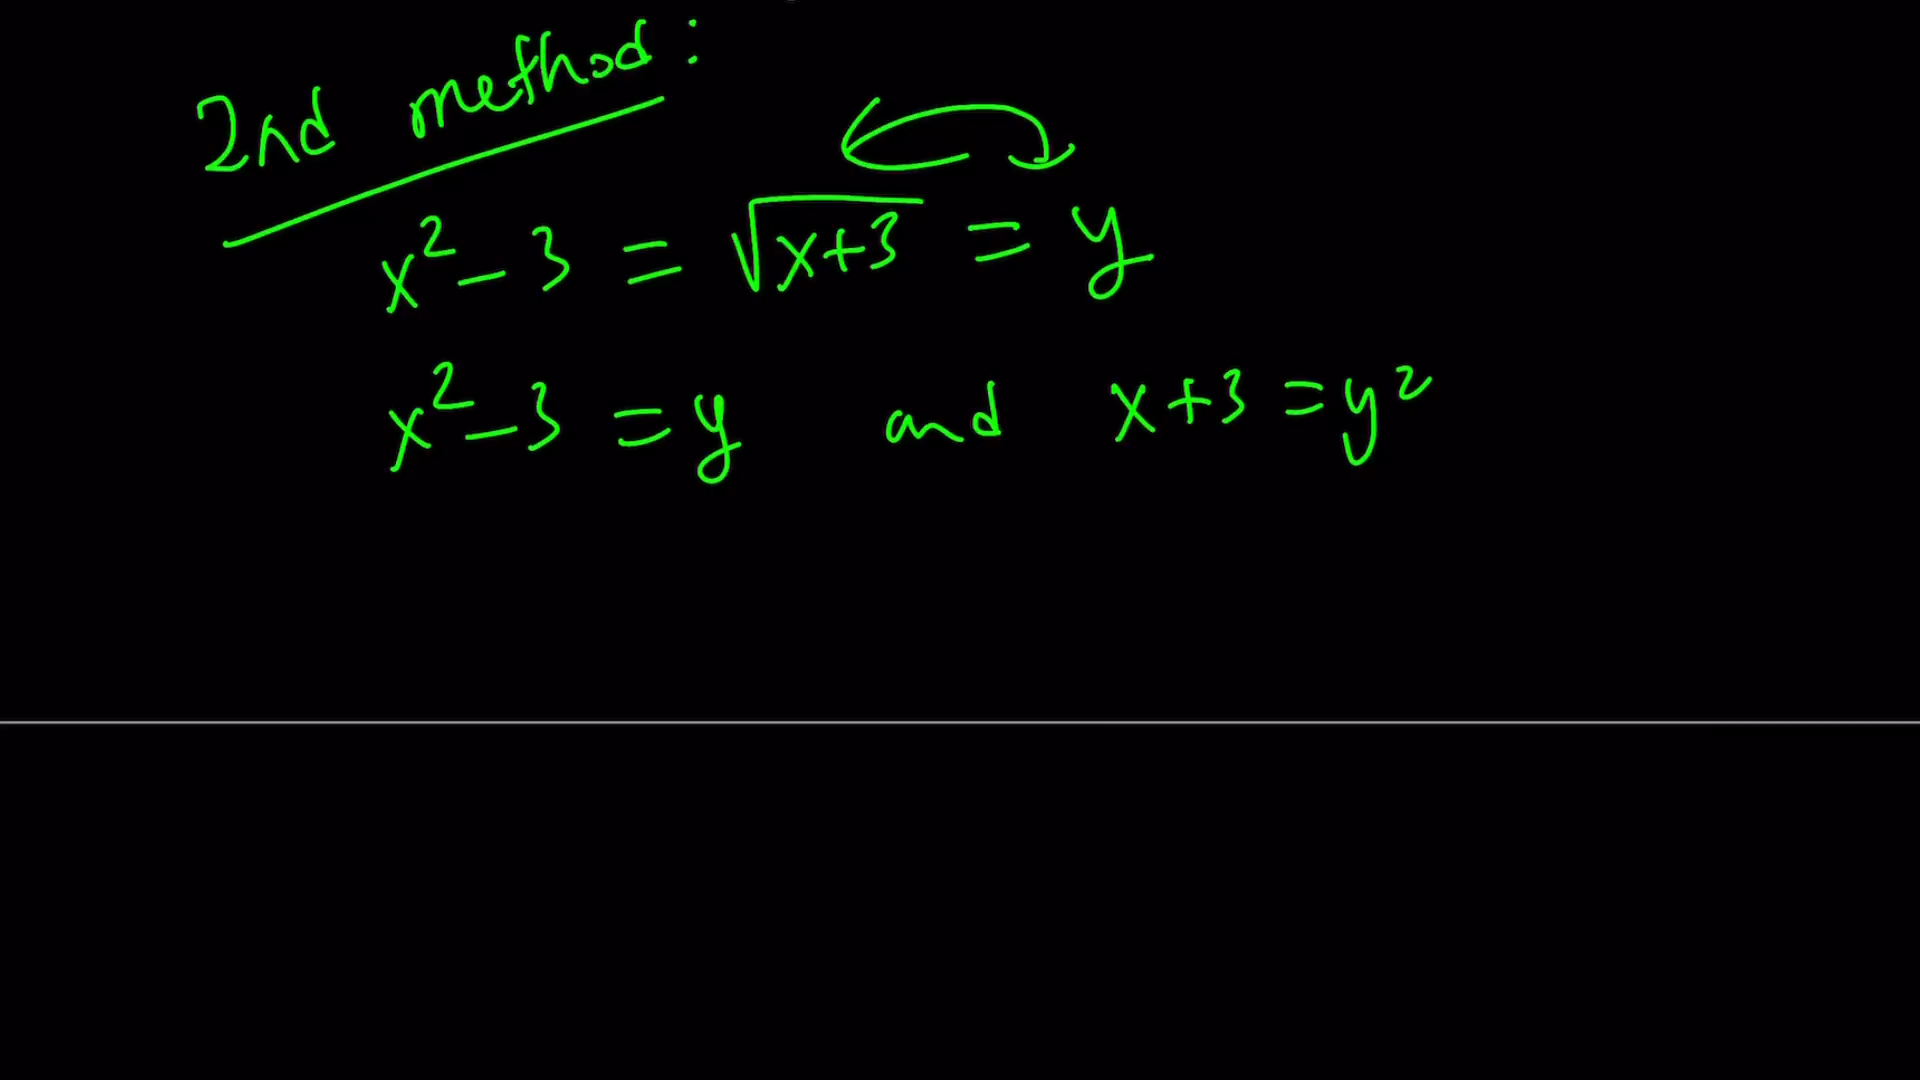 2nd method:
x² - 3 = √(x+3) = y
x² - 3 = y and x + 3 = y²